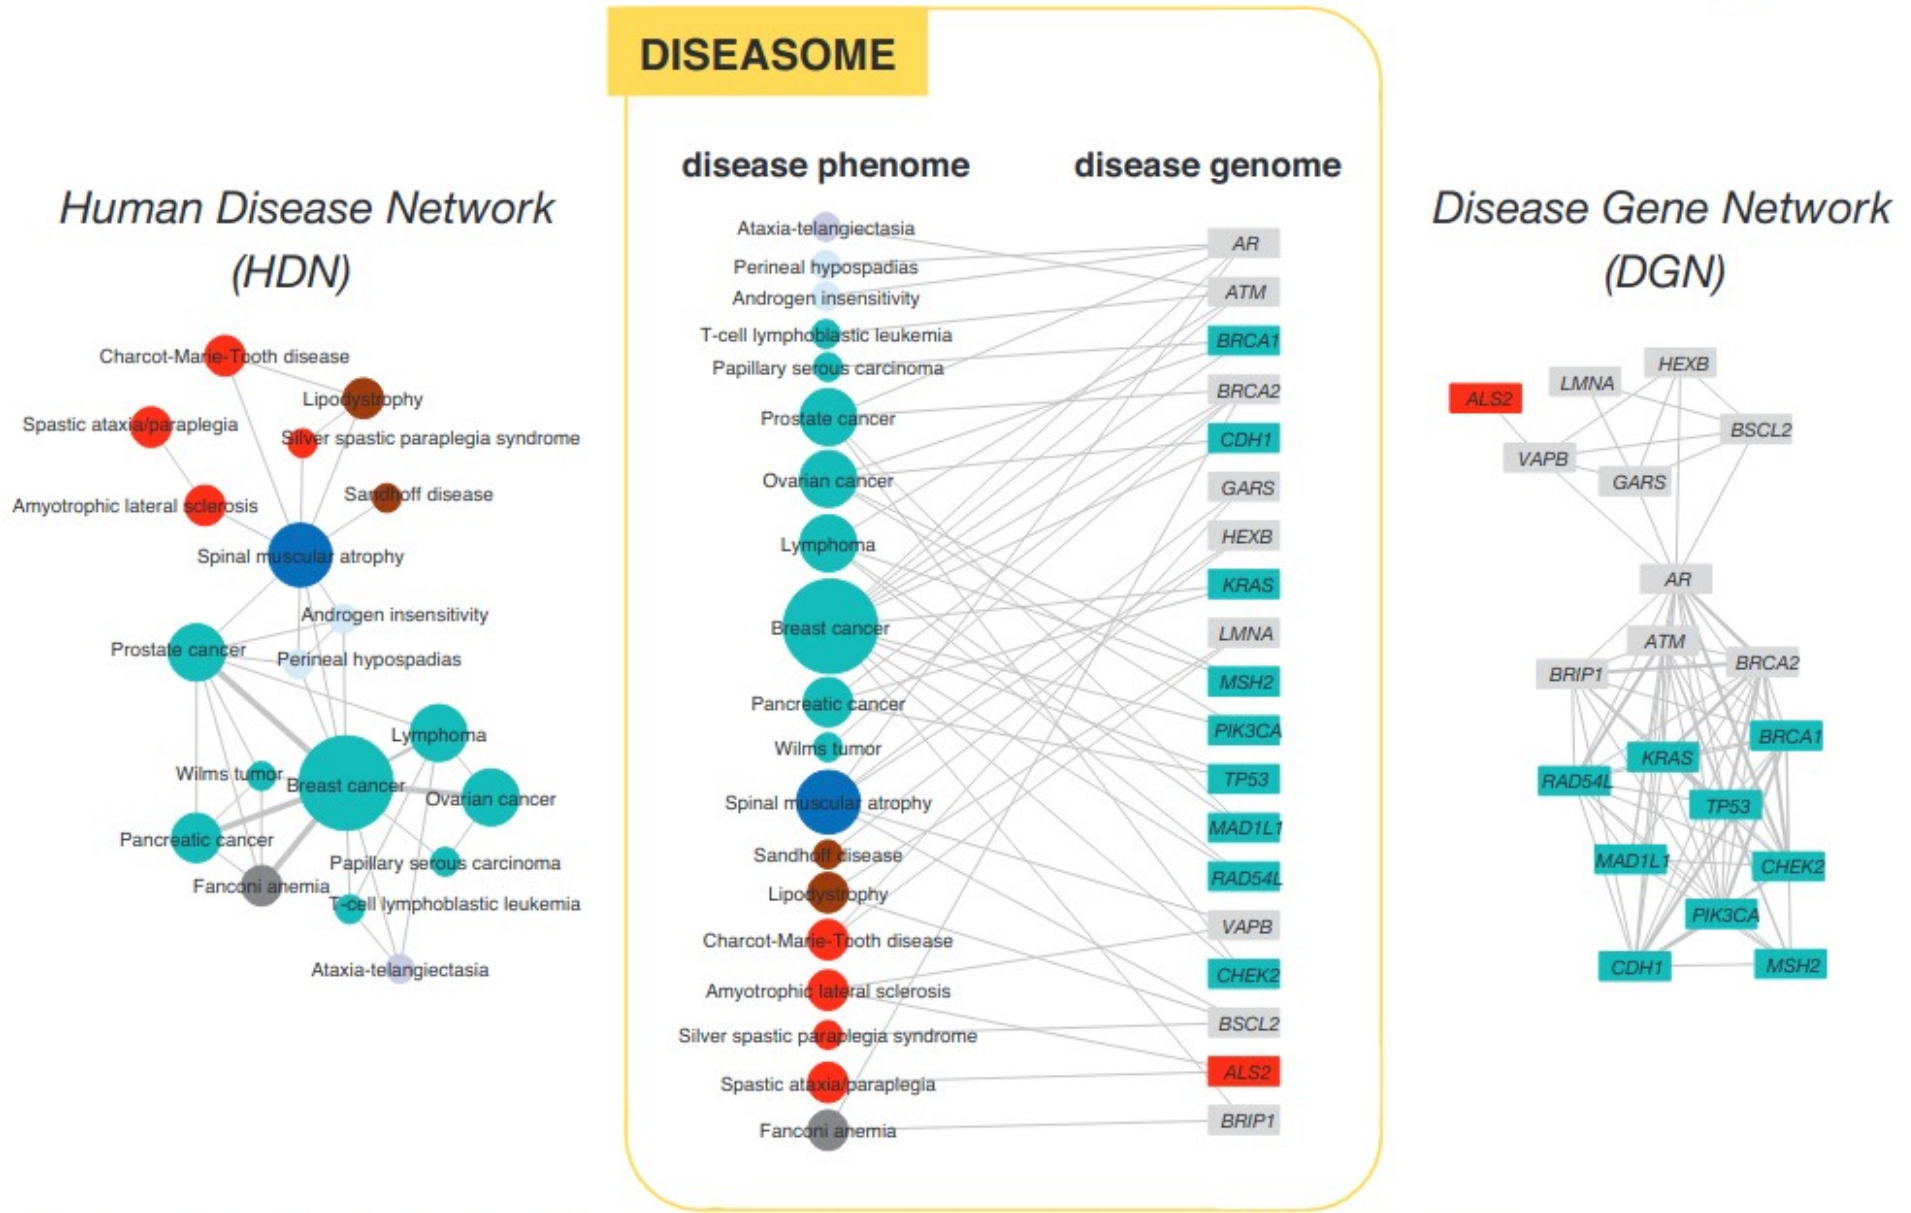 DISEASOME
Human Disease Network
(HDN)
Charcot-Marie-Tooth disease
Lipodystrophy
Spastic ataxia/paraplegia
Silver spastic paraplegia syndrome
Sandhoff disease
Amyotrophic lateral sclerosis
Spinal muscular atrophy
Androgen insensitivity
Prostate cancer
Perineal hypospadias
Lymphoma
Wilms tumor
Breast cancer
Ovarian cancer
Pancreatic cancer
Papillary serous carcinoma
Fanconi anemia
T-cell lymphoblastic leukemia
Ataxia-telangiectasia
disease phenome
Ataxia-telangiectasia
Perineal hypospadias
Androgen insensitivity
T-cell lymphoblastic leukemia
Papillary serous carcinoma
Prostate cancer
Ovarian cancer
Lymphoma
Breast cancer
Pancreatic cancer
Wilms tumor
Spinal muscular atrophy
Sandhoff disease
Lipodystrophy
Charcot-Marie-Tooth disease
Amyotrophic lateral sclerosis
Silver spastic paraplegia syndrome
Spastic ataxia/paraplegia
Fanconi anemia
disease genome
AR
ATM
BRCA1
BRCA2
CDH1
GARS
HEXB
KRAS
LMNA
MSH2
PIK3CA
TP53
MAD1L1
RAD54L
VAPB
CHEK2
BSCL2
ALS2
BRIP1
Disease Gene Network
(DGN)
HEXB
LMNA
ALS2
BSCL2
VAPB
GARS
AR
ATM
BRCA2
BRIP1
BRCA1
KRAS
RAD54L
TP53
MAD1L1
CHEK2
PIK3CA
CDH1
MSH2